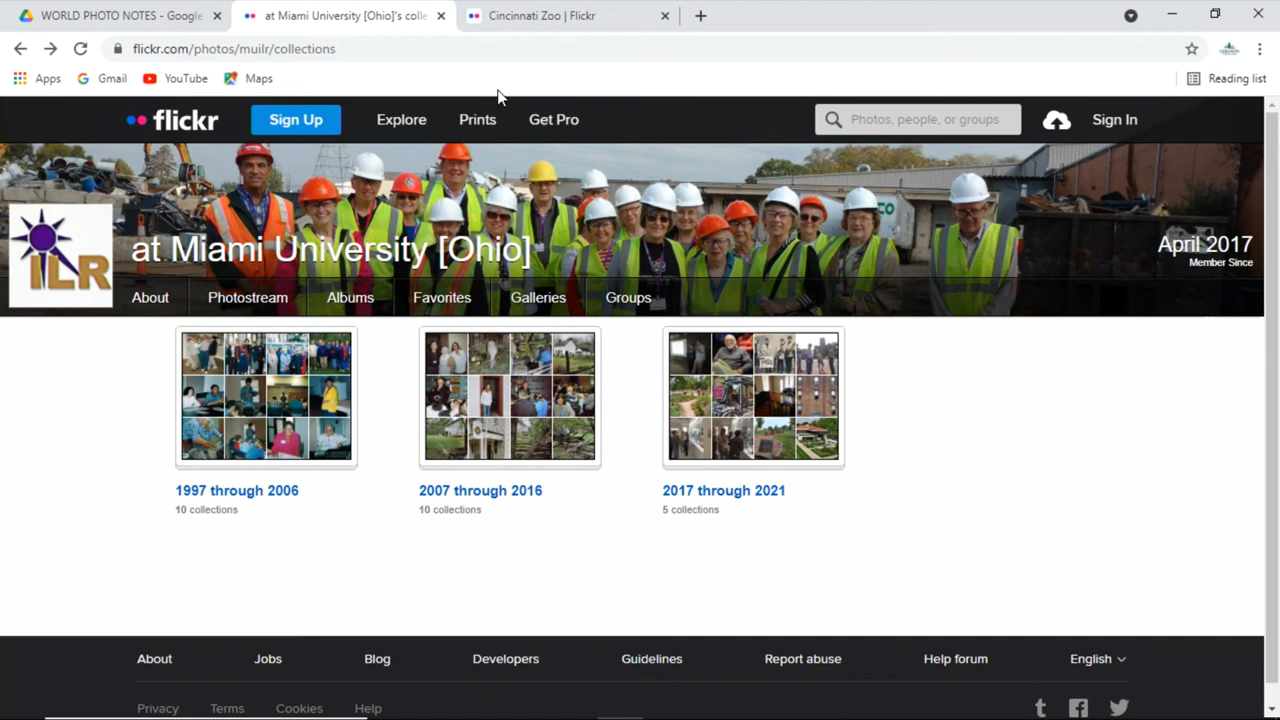 WORLD PHOTO NOTES - Google
at Miami University [Ohio]'s colle
Cincinnati Zoo | Flickr
flickr.com/photos/muilr/collections
Apps
Gmail
YouTube
Maps
Reading list
flickr
Sign Up
Explore
Prints
Get Pro
Photos, people, or groups
Sign In
ILR
at Miami University [Ohio]
April 2017
Member Since
About
Photostream
Albums
Favorites
Galleries
Groups
1997 through 2006
2007 through 2016
2017 through 2021
10 collections
10 collections
5 collections
About
Jobs
Blog
Developers
Guidelines
Report abuse
Help forum
English
Privacy
Terms
Cookies
Help